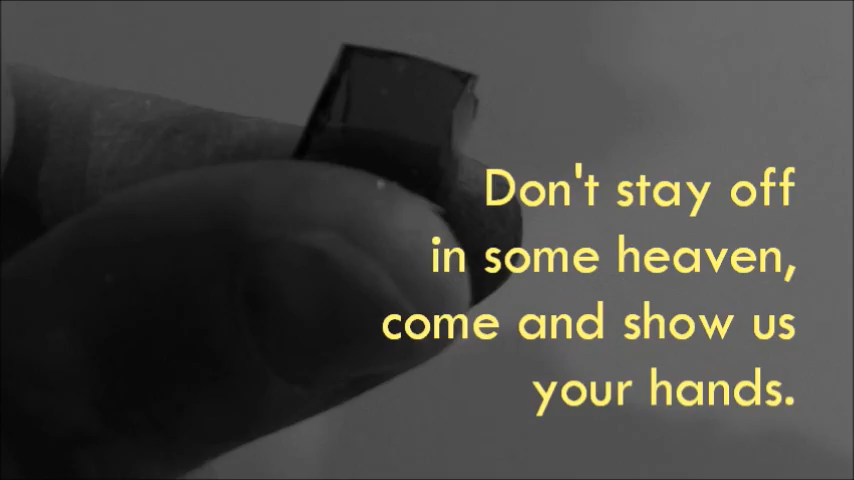 Don't stay off
in some heaven,
come and show us
your hands.